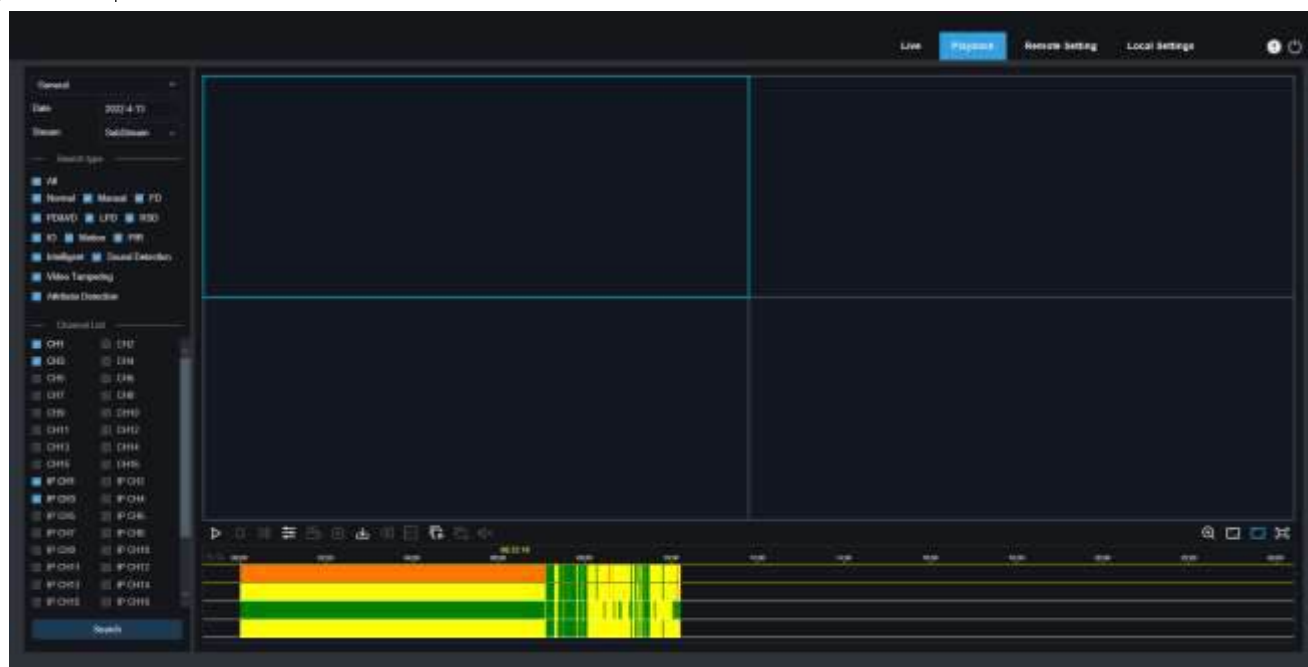 Live Playback Remote Setting Local Settings
General
Date 2022-4-13
Stream SubStream
Search Type
All
Normal Manual FD
PD&VD LPD RSD
IO Motion PIR
Intelligent Sound Detection
Video Tampering
Attribute Detection
Channel List
CH1 CH2
CH3 CH4
CH5 CH6
CH7 CH8
CH9 CH10
CH11 CH12
CH13 CH14
CH15 CH16
IP CH1 IP CH2
IP CH3 IP CH4
IP CH5 IP CH6
IP CH7 IP CH8
IP CH9 IP CH10
IP CH11 IP CH12
IP CH13 IP CH14
IP CH15 IP CH16
Search